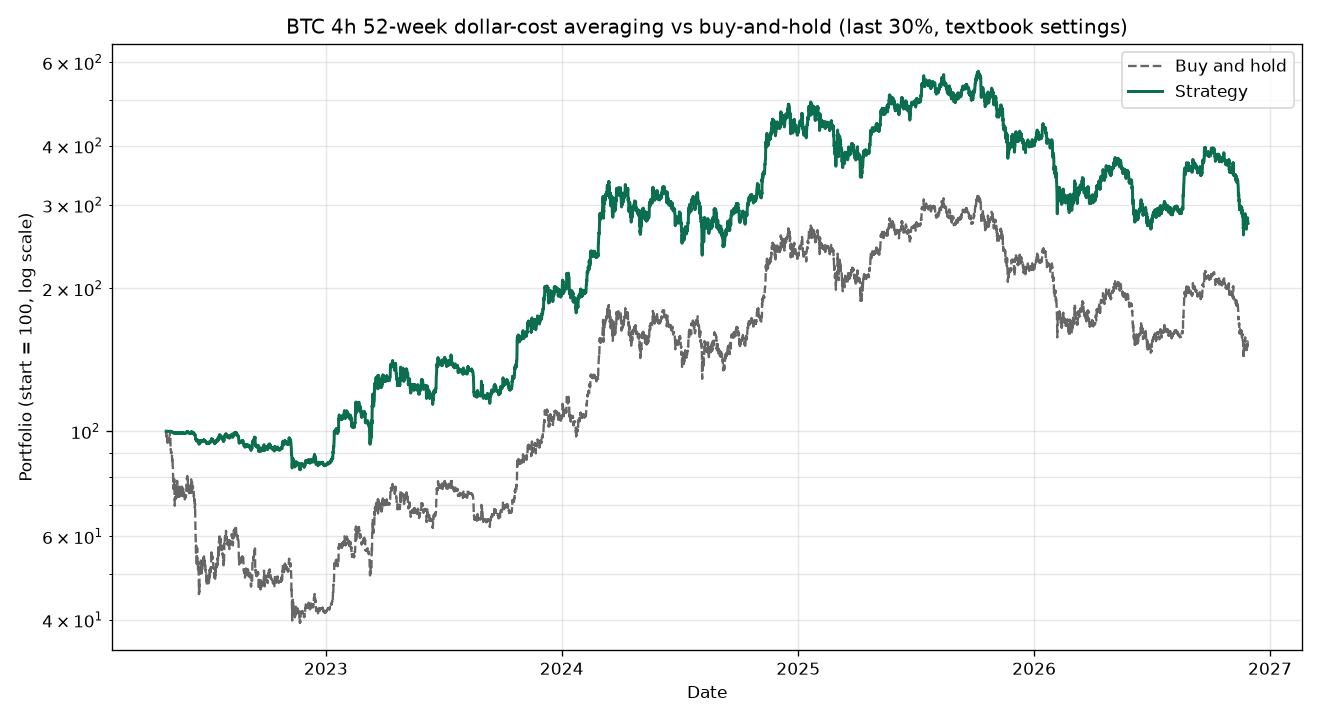 BTC 4h 52-week dollar-cost averaging vs buy-and-hold (last 30%, textbook settings)
Buy and hold
Strategy
Portfolio (start = 100, log scale)
6 × 10²
4 × 10²
3 × 10²
2 × 10²
10²
6 × 10¹
4 × 10¹
2023
2024
2025
2026
2027
Date